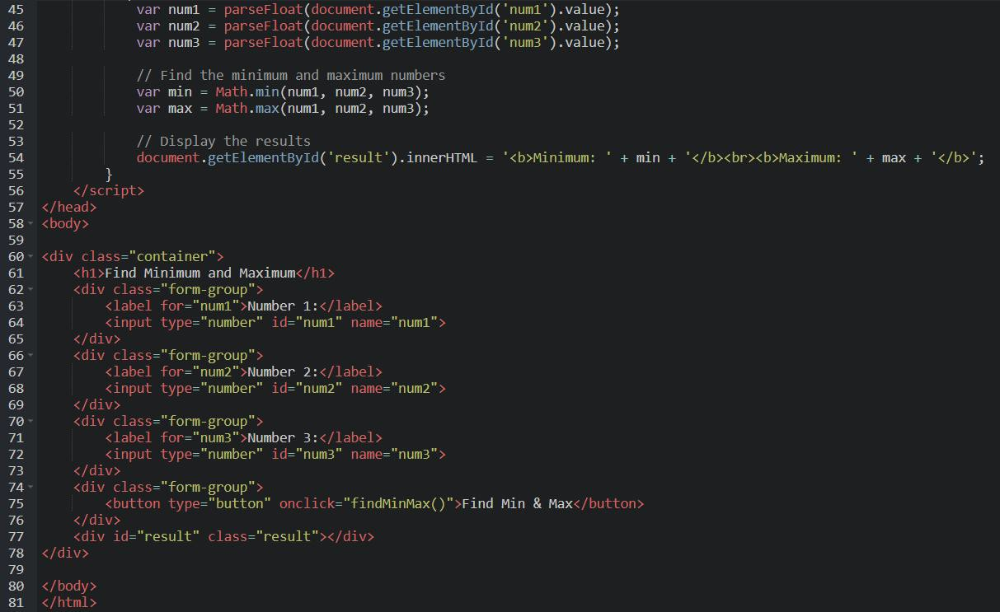 45 var num1 = parseFloat(document.getElementById('num1').value);
46 var num2 = parseFloat(document.getElementById('num2').value);
47 var num3 = parseFloat(document.getElementById('num3').value);
48
49 // Find the minimum and maximum numbers
50 var min = Math.min(num1, num2, num3);
51 var max = Math.max(num1, num2, num3);
52
53 // Display the results
54 document.getElementById('result').innerHTML = '<b>Minimum: ' + min + '</b><br><b>Maximum: ' + max + '</b>';
55 }
56 </script>
57 </head>
58 <body>
59
60 <div class="container">
61 <h1>Find Minimum and Maximum</h1>
62 <div class="form-group">
63 <label for="num1">Number 1:</label>
64 <input type="number" id="num1" name="num1">
65 </div>
66 <div class="form-group">
67 <label for="num2">Number 2:</label>
68 <input type="number" id="num2" name="num2">
69 </div>
70 <div class="form-group">
71 <label for="num3">Number 3:</label>
72 <input type="number" id="num3" name="num3">
73 </div>
74 <div class="form-group">
75 <button type="button" onclick="findMinMax()">Find Min & Max</button>
76 </div>
77 <div id="result" class="result"></div>
78 </div>
79
80 </body>
81 </html>